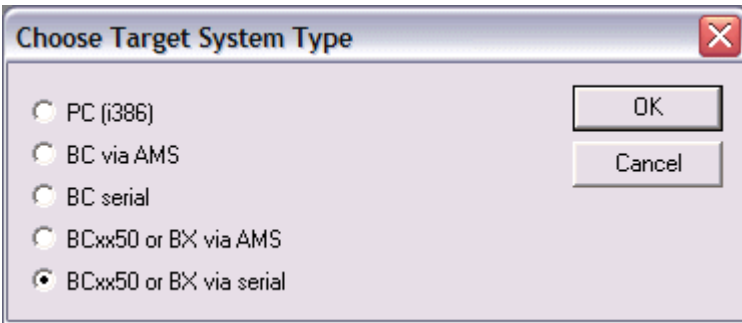 Choose Target System Type
PC (i386)
OK
BC via AMS
Cancel
BC serial
BCxx50 or BX via AMS
BCxx50 or BX via serial